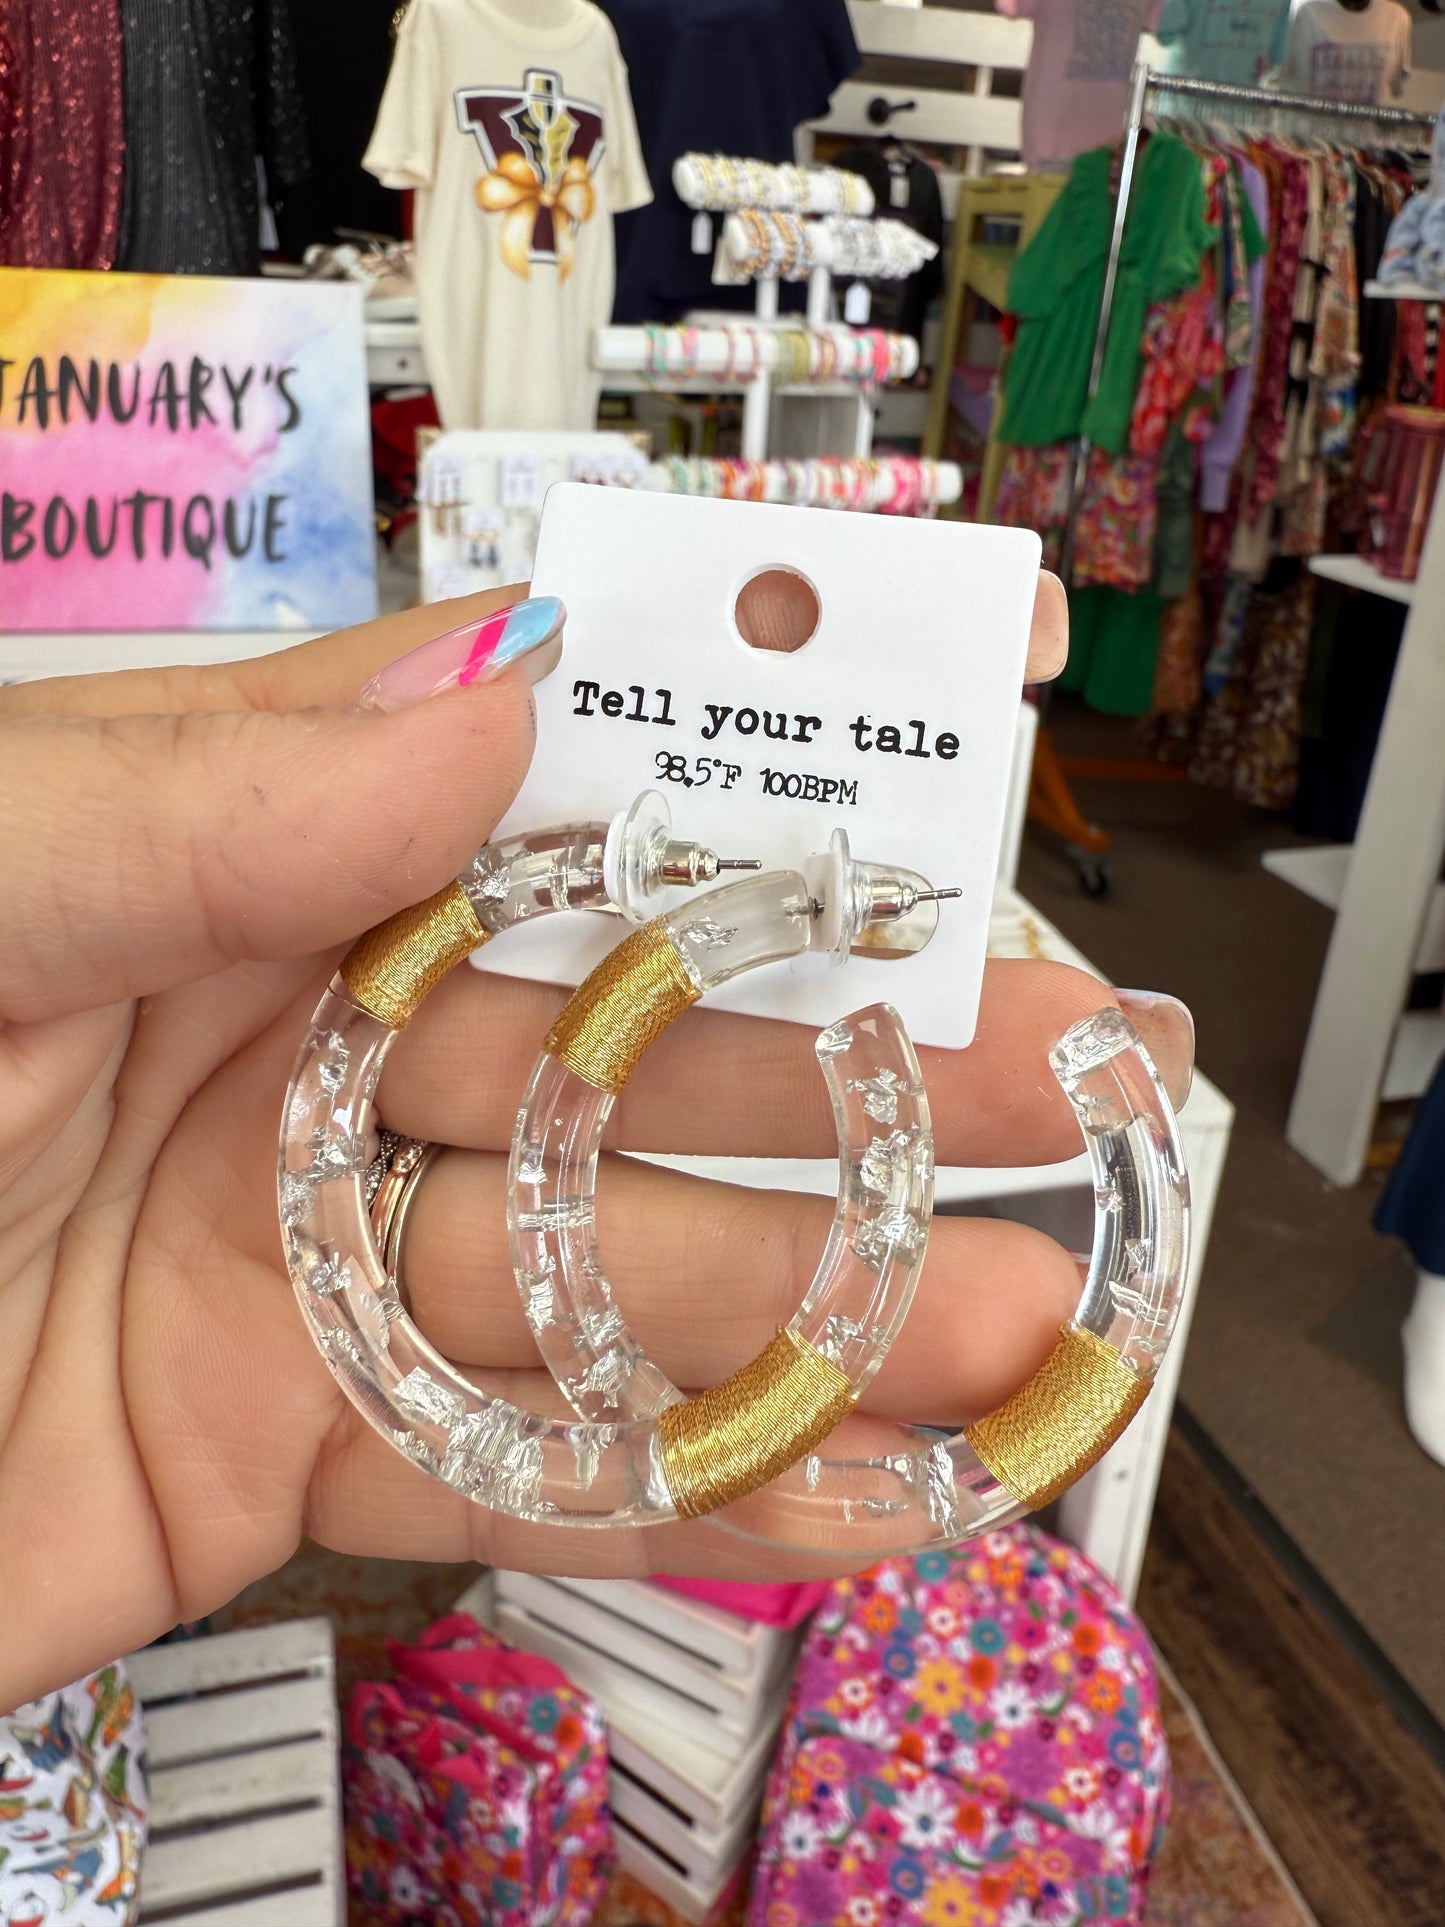 JANUARY'S
BOUTIQUE
Tell your tale
98.5°F 100BPM